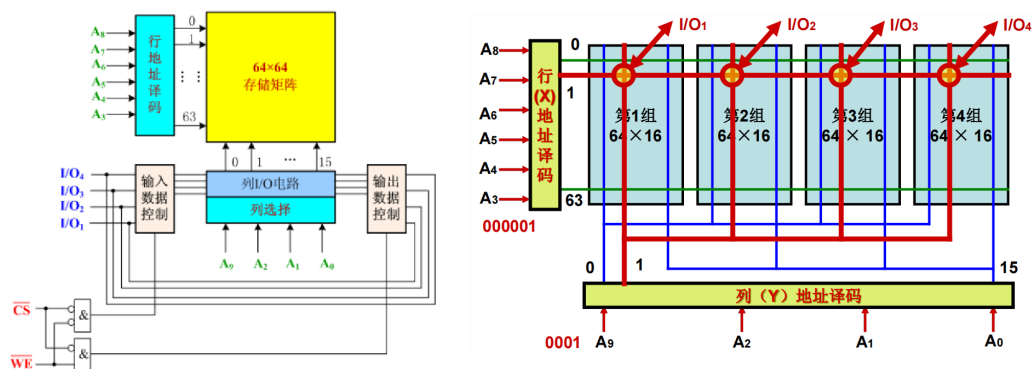 A8
A7
A6
A5
A4
A3
行地址译码
0
1
⋮ ⋮
63
64×64
存储矩阵
0 1 … 15
I/O4
I/O3
I/O2
I/O1
输入数据控制
列I/O电路
列选择
输出数据控制
A9 A2 A1 A0
CS
WE
&
&
I/O1 I/O2 I/O3 I/O4
A8
A7
A6
A5
A4
A3
行(X)地址译码
0
1
63
第1组
64×16
第2组
64×16
第3组
64×16
第4组
64×16
000001
0 1 15
列（Y）地址译码
0001 A9 A2 A1 A0